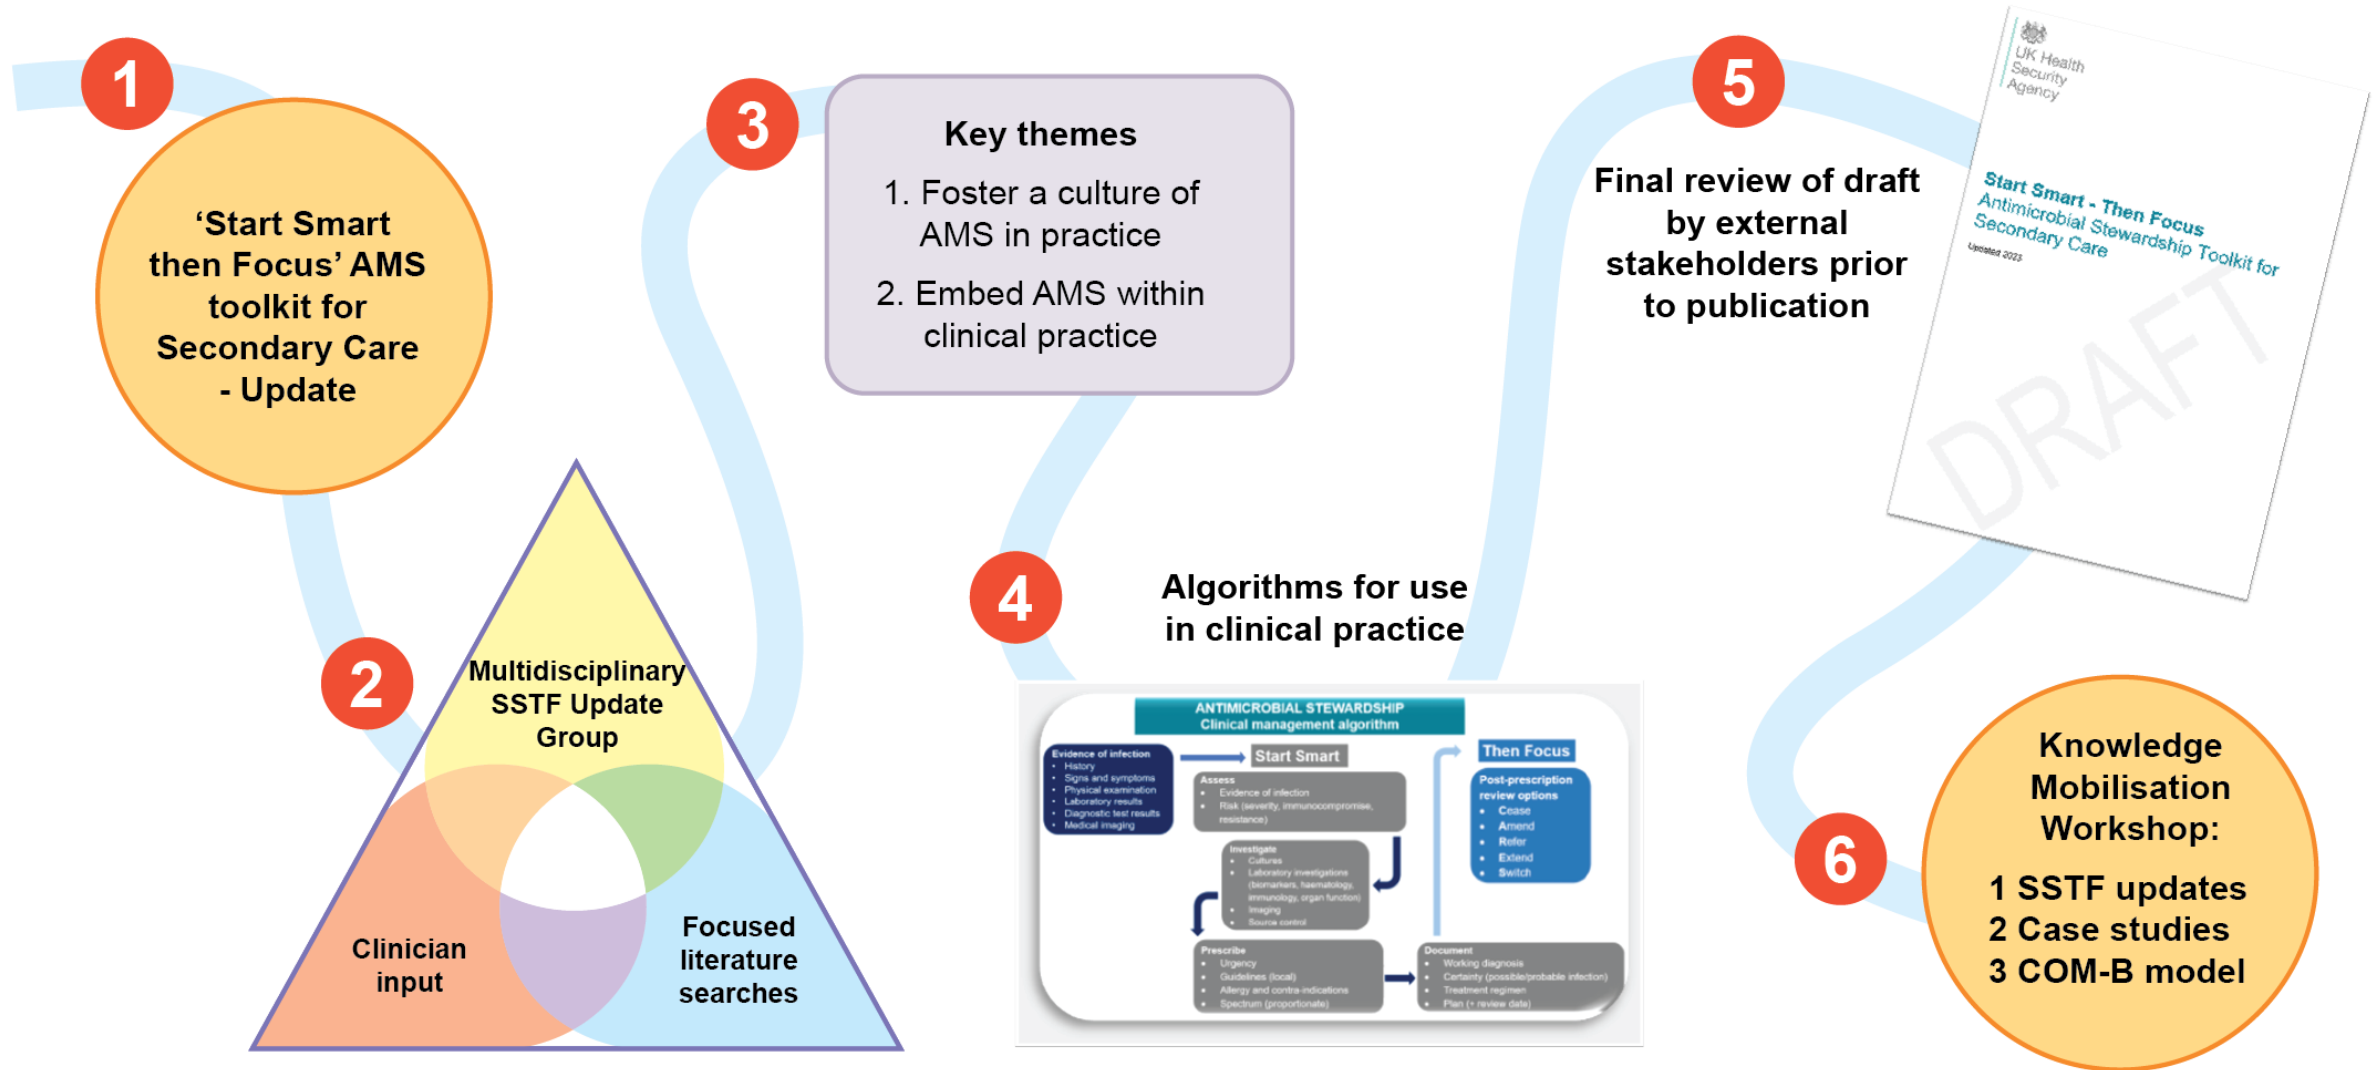 1
‘Start Smart
then Focus’ AMS
toolkit for
Secondary Care
- Update
2
Multidisciplinary
SSTF Update
Group
Clinician
input
Focused
literature
searches
3
Key themes
1. Foster a culture of
AMS in practice
2. Embed AMS within
clinical practice
4
Algorithms for use
in clinical practice
ANTIMICROBIAL STEWARDSHIP
Clinical management algorithm
Evidence of infection
• History
• Signs and symptoms
• Physical examination
• Laboratory results
• Diagnostic test results
• Medical imaging
Start Smart
Assess
• Evidence of infection
• Risk (severity, immunocompromise,
resistance)
Investigate
• Cultures
• Laboratory investigations
(biomarkers, haematology,
immunology, organ function)
• Imaging
• Source control
Prescribe
• Urgency
• Guidelines (local)
• Allergy and contra-indications
• Spectrum (proportionate)
Document
• Working diagnosis
• Certainty (possible/probable infection)
• Treatment regimen
• Plan (+ review date)
Then Focus
Post-prescription
review options
• Cease
• Amend
• Refer
• Extend
• Switch
5
Final review of draft
by external
stakeholders prior
to publication
UK Health
Security
Agency
Start Smart - Then Focus
Antimicrobial Stewardship Toolkit for
Secondary Care
Updated 2023
DRAFT
6
Knowledge
Mobilisation
Workshop:
1 SSTF updates
2 Case studies
3 COM-B model